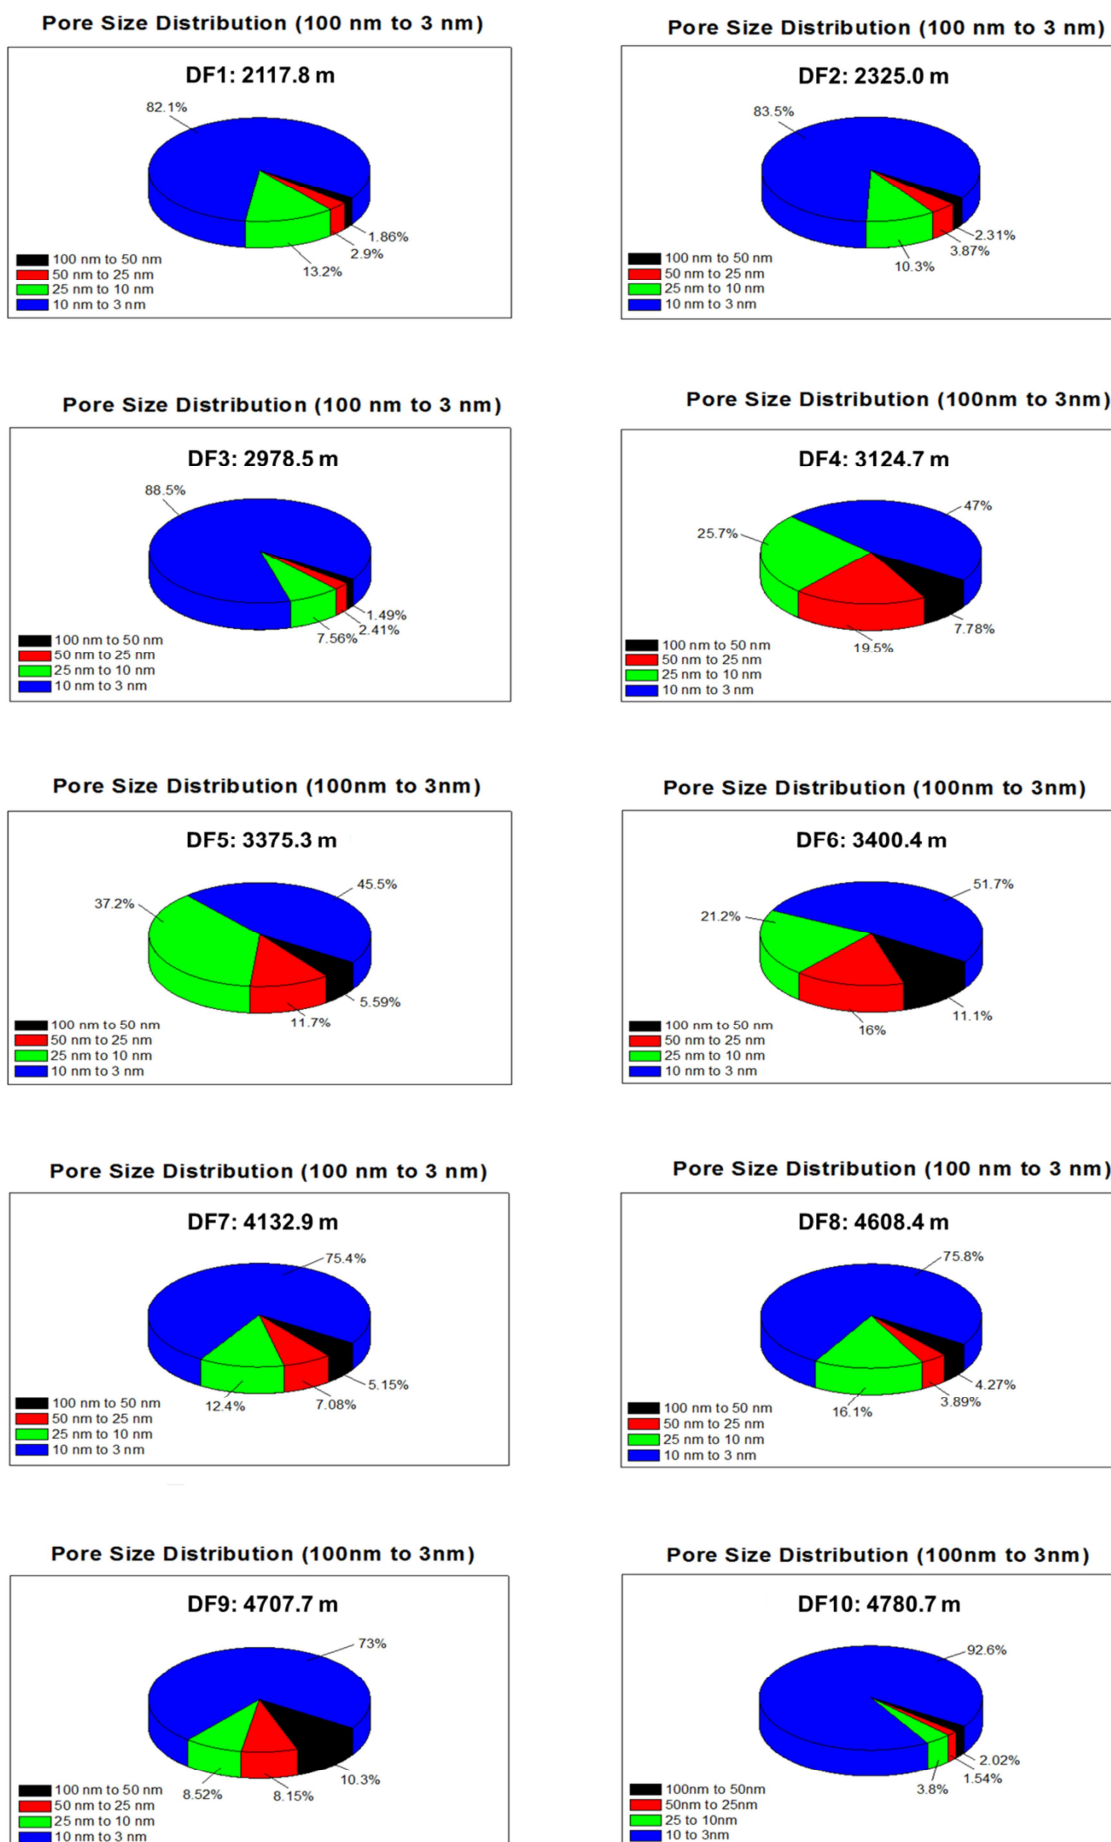 Pore Size Distribution (100 nm to 3 nm)
DF1: 2117.8 m
82.1%
1.86%
2.9%
13.2%
100 nm to 50 nm
50 nm to 25 nm
25 nm to 10 nm
10 nm to 3 nm
Pore Size Distribution (100 nm to 3 nm)
DF2: 2325.0 m
83.5%
2.31%
3.87%
10.3%
100 nm to 50 nm
50 nm to 25 nm
25 nm to 10 nm
10 nm to 3 nm
Pore Size Distribution (100 nm to 3 nm)
DF3: 2978.5 m
88.5%
1.49%
2.41%
7.56%
100 nm to 50 nm
50 nm to 25 nm
25 nm to 10 nm
10 nm to 3 nm
Pore Size Distribution (100nm to 3nm)
DF4: 3124.7 m
47%
25.7%
7.78%
19.5%
100 nm to 50 nm
50 nm to 25 nm
25 nm to 10 nm
10 nm to 3 nm
Pore Size Distribution (100nm to 3nm)
DF5: 3375.3 m
45.5%
37.2%
5.59%
11.7%
100 nm to 50 nm
50 nm to 25 nm
25 nm to 10 nm
10 nm to 3 nm
Pore Size Distribution (100nm to 3nm)
DF6: 3400.4 m
51.7%
21.2%
11.1%
16%
100 nm to 50 nm
50 nm to 25 nm
25 nm to 10 nm
10 nm to 3 nm
Pore Size Distribution (100 nm to 3 nm)
DF7: 4132.9 m
75.4%
5.15%
7.08%
12.4%
100 nm to 50 nm
50 nm to 25 nm
25 nm to 10 nm
10 nm to 3 nm
Pore Size Distribution (100 nm to 3 nm)
DF8: 4608.4 m
75.8%
4.27%
3.89%
16.1%
100 nm to 50 nm
50 nm to 25 nm
25 nm to 10 nm
10 nm to 3 nm
Pore Size Distribution (100nm to 3nm)
DF9: 4707.7 m
73%
10.3%
8.15%
8.52%
100 nm to 50 nm
50 nm to 25 nm
25 nm to 10 nm
10 nm to 3 nm
Pore Size Distribution (100nm to 3nm)
DF10: 4780.7 m
92.6%
2.02%
1.54%
3.8%
100nm to 50nm
50nm to 25nm
25 to 10nm
10 to 3nm